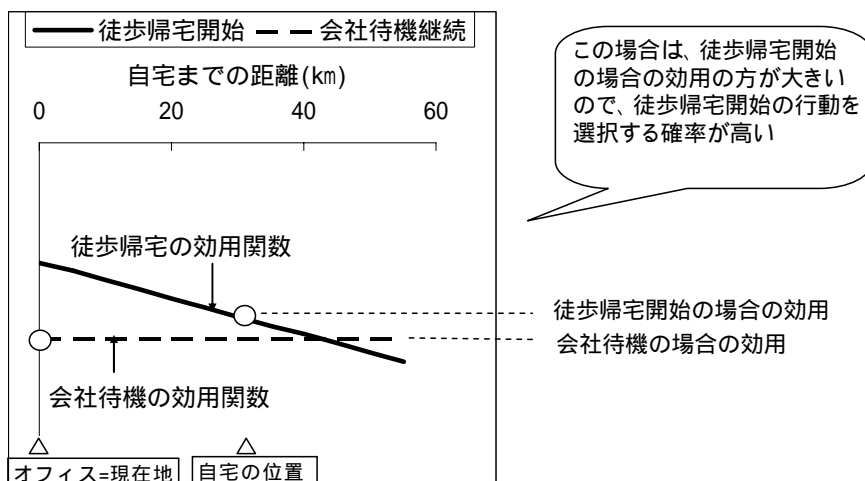 徒歩帰宅開始 会社待機継続
自宅までの距離(㎞)
0 20 40 60
この場合は、徒歩帰宅開始
の場合の効用の方が大きい
ので、徒歩帰宅開始の行動を
選択する確率が高い
徒歩帰宅の効用関数
徒歩帰宅開始の場合の効用
会社待機の場合の効用
会社待機の効用関数
オフィス=現在地 自宅の位置